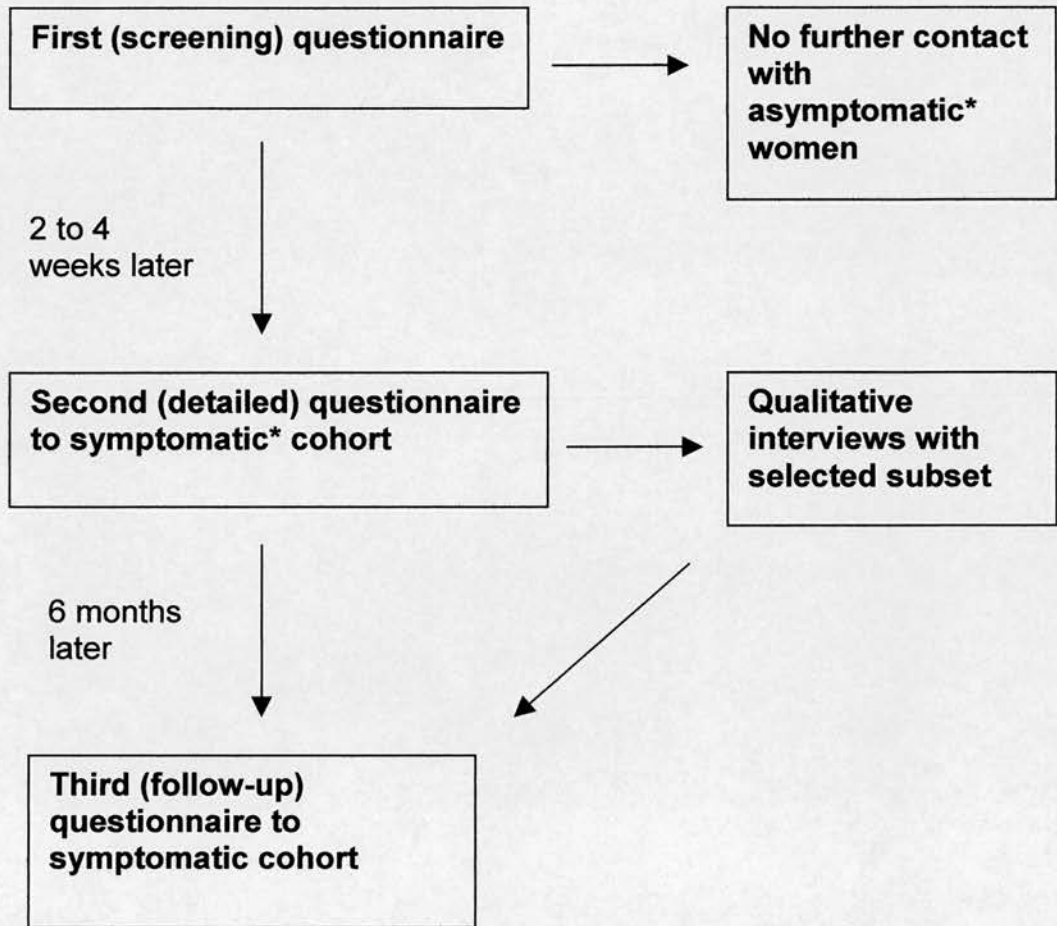 First (screening) questionnaire
No further contact
with
asymptomatic*
women
2 to 4
weeks later
Second (detailed) questionnaire
to symptomatic* cohort
Qualitative
interviews with
selected subset
6 months
later
Third (follow-up)
questionnaire to
symptomatic cohort